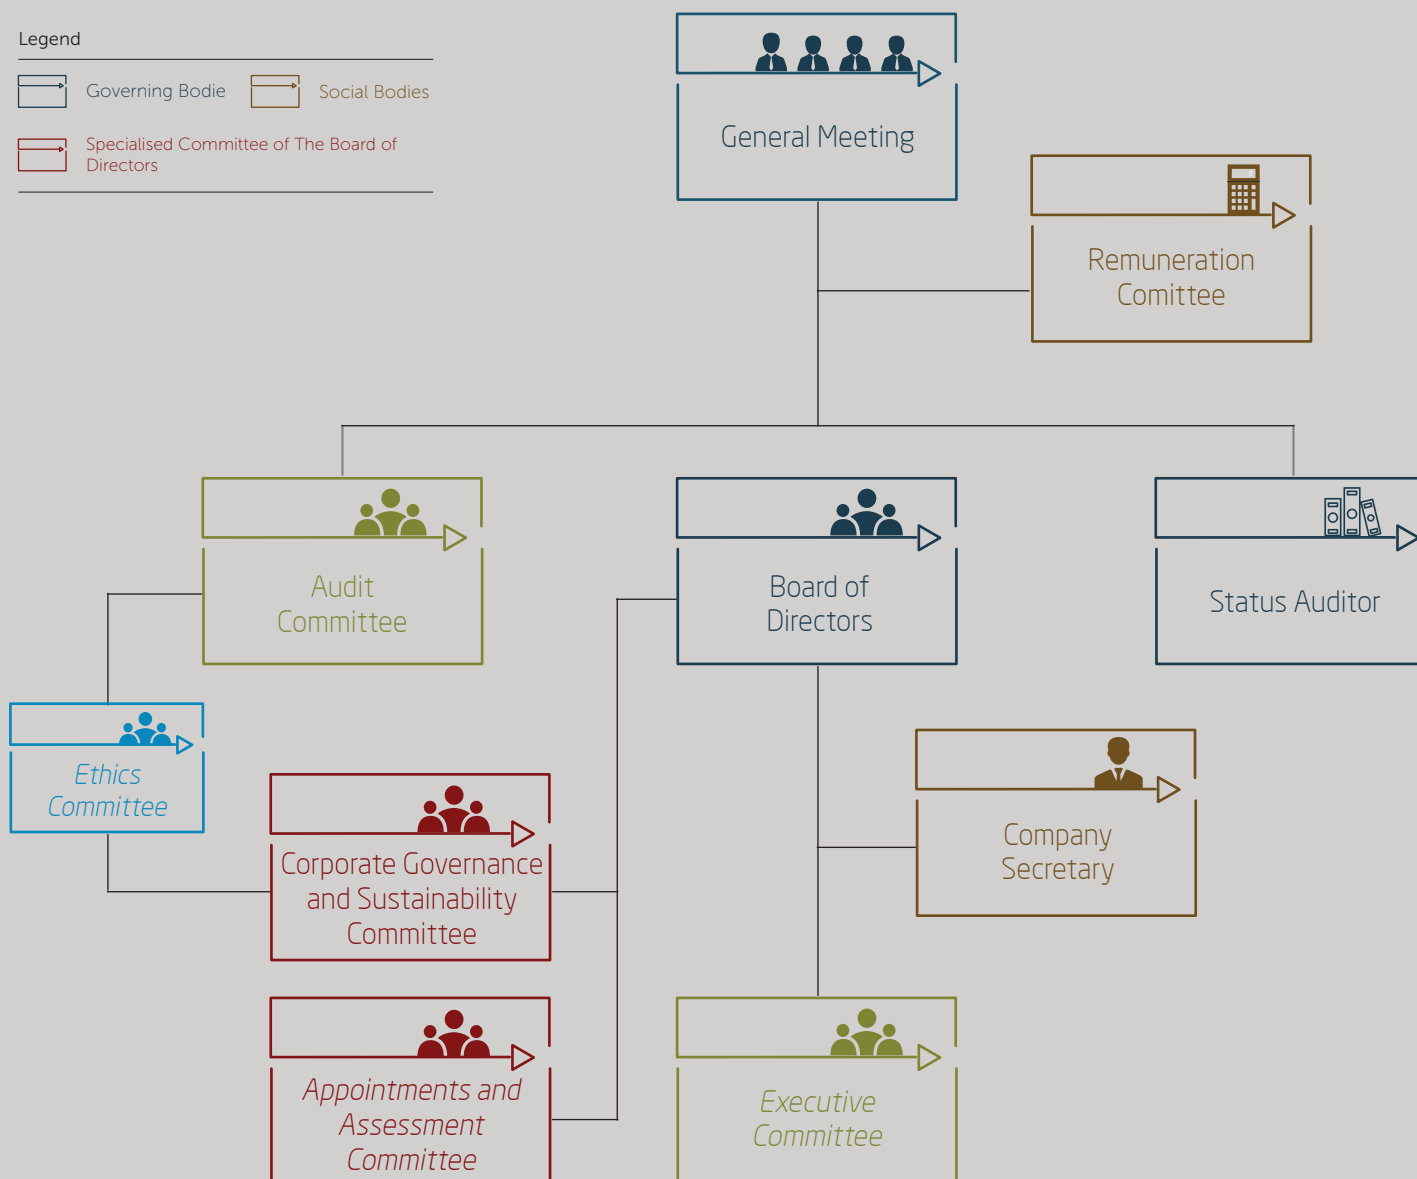 Legend
Governing Bodie
Social Bodies
Specialised Committee of The Board of
Directors
General Meeting
Remuneration
Comittee
Audit
Committee
Board of
Directors
Status Auditor
Ethics
Committee
Corporate Governance
and Sustainability
Committee
Company
Secretary
Appointments and
Assessment
Committee
Executive
Committee